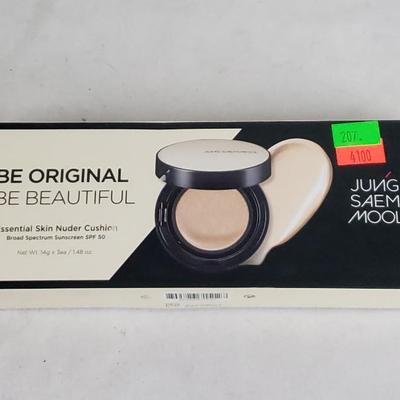 BE ORIGINAL
BE BEAUTIFUL
Essential Skin Nuder Cushion
Broad Spectrum Sunscreen SPF 50
Net Wt. 14g x 3ea / 1.48 oz.
207.
4100
JUNG
SAEM
MOOL